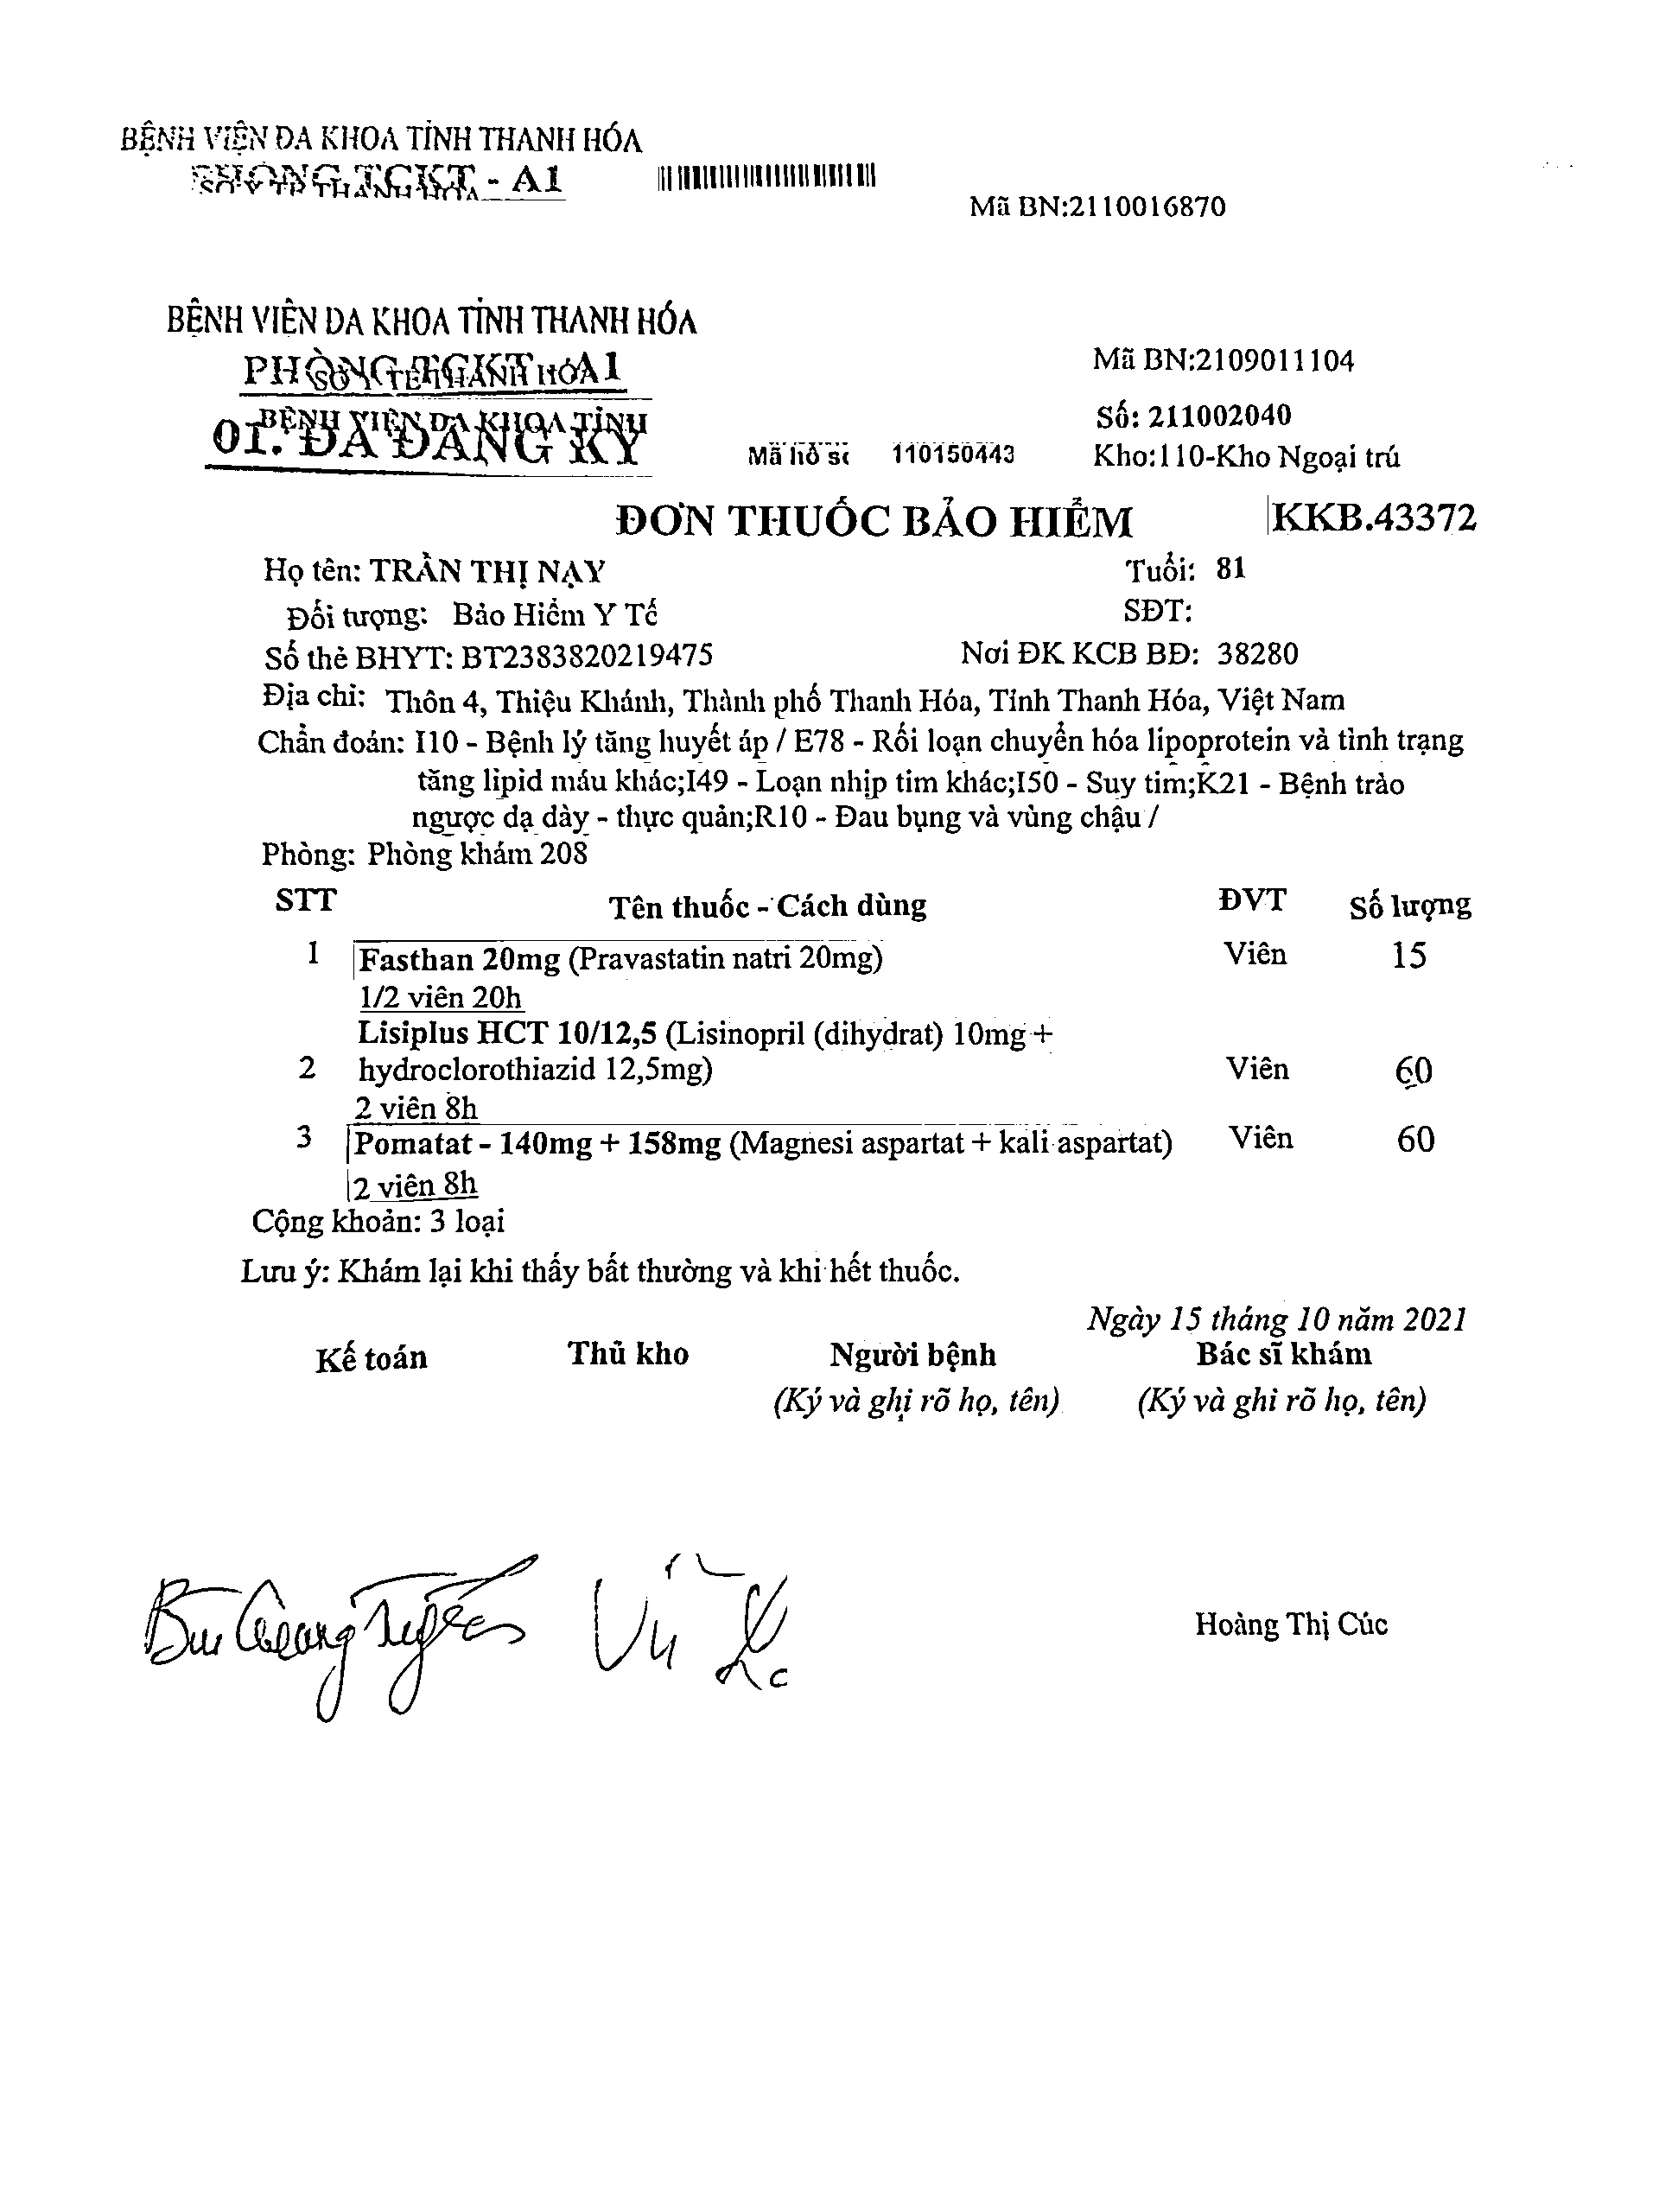 BỆNH VIỆN ĐA KHOA TỈNH THANH HÓA
PHÒNG TCKT - A1
Mã BN:2110016870
BỆNH VIỆN ĐA KHOA TỈNH THANH HÓA
PHÒNG TCKT - A1
SỞ Y TẾ THANH HÓA
BỆNH VIỆN ĐA KHOA TỈNH
01. ĐÃ ĐĂNG KÝ
Mã BN:2109011104
Số: 211002040
Mã hồ sơ 110150443
Kho:110-Kho Ngoại trú
ĐƠN THUỐC BẢO HIỂM
KKB.43372
Họ tên: TRẦN THỊ NẠY Tuổi: 81
Đối tượng: Bảo Hiểm Y Tế SĐT:
Số thẻ BHYT: BT2383820219475 Nơi ĐK KCB BĐ: 38280
Địa chỉ: Thôn 4, Thiệu Khánh, Thành phố Thanh Hóa, Tỉnh Thanh Hóa, Việt Nam
Chẩn đoán: I10 - Bệnh lý tăng huyết áp / E78 - Rối loạn chuyển hóa lipoprotein và tình trạng
tăng lipid máu khác;I49 - Loạn nhịp tim khác;I50 - Suy tim;K21 - Bệnh trào
ngược dạ dày - thực quản;R10 - Đau bụng và vùng chậu /
Phòng: Phòng khám 208
STT Tên thuốc - Cách dùng ĐVT Số lượng
1 Fasthan 20mg (Pravastatin natri 20mg) Viên 15
1/2 viên 20h
Lisiplus HCT 10/12,5 (Lisinopril (dihydrat) 10mg +
2 hydroclorothiazid 12,5mg) Viên 60
2 viên 8h
3 Pomatat - 140mg + 158mg (Magnesi aspartat + kali aspartat) Viên 60
2 viên 8h
Cộng khoản: 3 loại
Lưu ý: Khám lại khi thấy bất thường và khi hết thuốc.
Ngày 15 tháng 10 năm 2021
Kế toán Thủ kho Người bệnh Bác sĩ khám
(Ký và ghi rõ họ, tên) (Ký và ghi rõ họ, tên)
Hoàng Thị Cúc